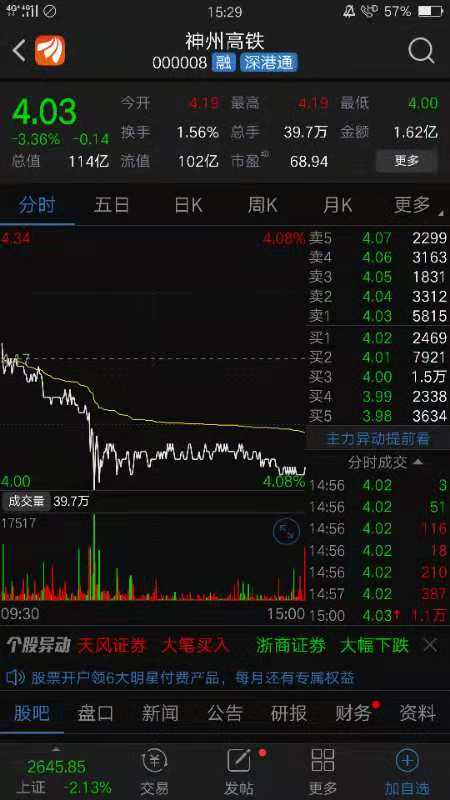 4G 4G 15:29 57%
神州高铁
000008 融 深港通
4.03 今开 4.19 最高 4.19 最低 4.00
-3.36% -0.14 换手 1.56% 总手 39.7万 金额 1.62亿
总值 114亿 流值 102亿 市盈动 68.94 更多
分时 五日 日K 周K 月K 更多
4.34 4.08%
4.17
4.00 4.08%
卖5 4.07 2299
卖4 4.06 3163
卖3 4.05 1831
卖2 4.04 3312
卖1 4.03 5815
买1 4.02 2469
买2 4.01 7921
买3 4.00 1.5万
买4 3.99 2338
买5 3.98 3634
主力异动提前看
分时成交
14:56 4.02 3
14:56 4.02 51
14:56 4.02 116
14:56 4.02 18
14:56 4.02 210
14:57 4.02 387
15:00 4.03↑ 1.1万
成交量 39.7万
17517
09:30 15:00
个股异动 天风证券 大笔买入 浙商证券 大幅下跌
股票开户领6大明星付费产品，每月还有专属权益
股吧 盘口 新闻 公告 研报 财务 资料
2645.85
上证 -2.13%
交易 发帖 更多 加自选